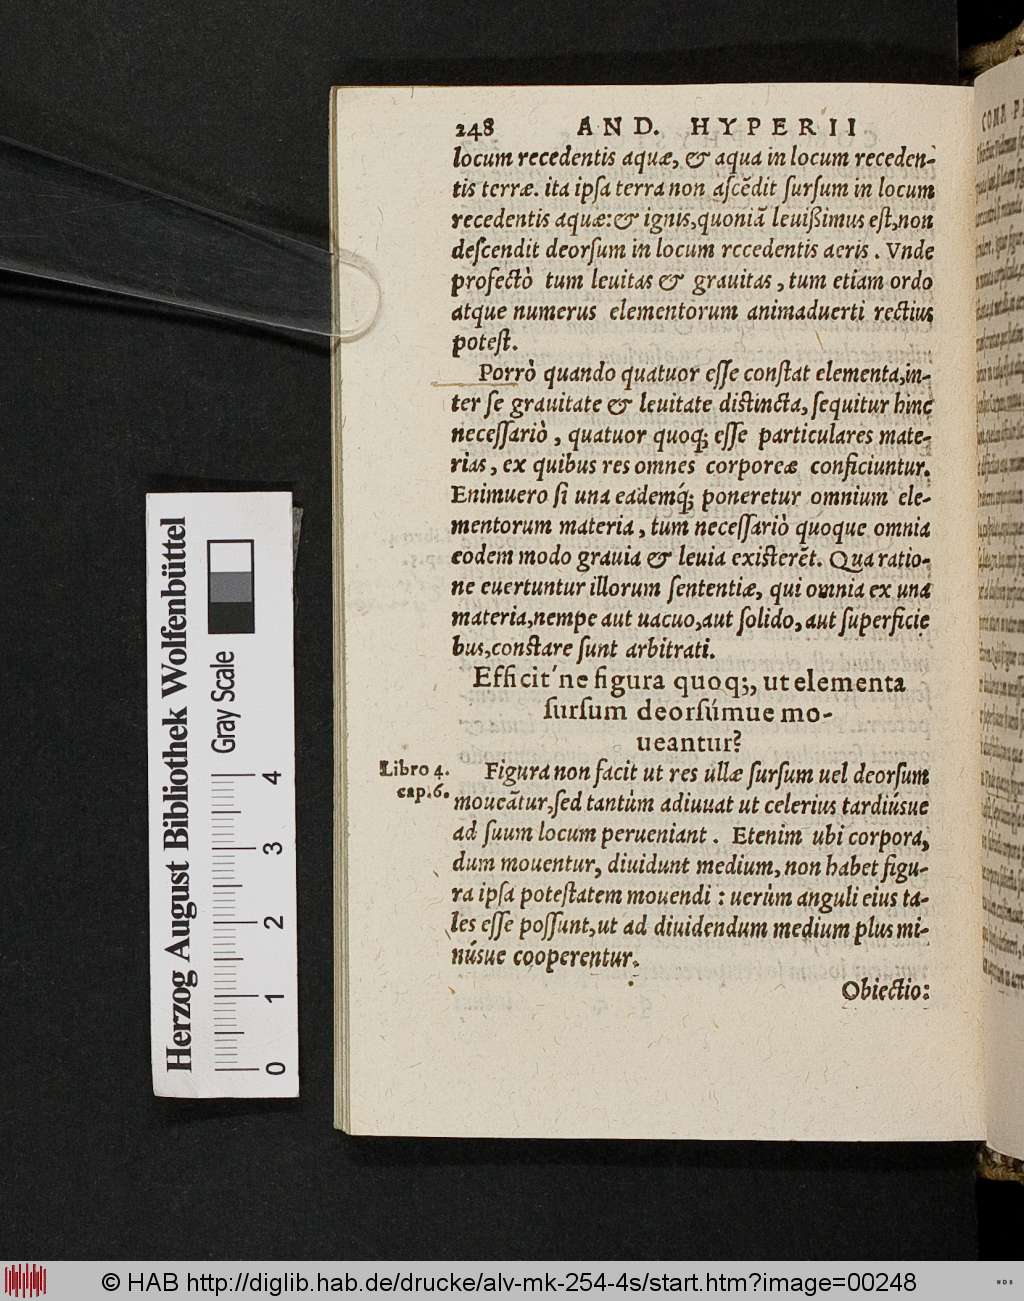 248 AND. HYPERII
locum recedentis aquæ, & aqua in locum receden-
tis terræ. ita ipſa terra non aſcẽdit ſurſum in locum
recedentis aquæ:& ignis,quoniã leuißimus eſt,non
deſcendit deorſum in locum recedentis aeris. Vnde
profectò tum leuitas & grauitas, tum etiam ordo
atque numerus elementorum animaduerti rectius
poteſt.
Porrò quando quatuor eſſe conſtat elementa,in-
ter ſe grauitate & leuitate diſtincta, ſequitur hinc
neceſſariò, quatuor quoq; eſſe particulares mate-
rias, ex quibus res omnes corporeæ conficiuntur.
Enimuero ſi una eadémq; poneretur omnium ele-
mentorum materia, tum neceſſariò quoque omnia
eodem modo grauia & leuia exiſterẽt. Qua ratio-
ne euertuntur illorum ſententiæ, qui omnia ex una
materia,nempe aut uacuo,aut ſolido, aut ſuperficie
bus,conſtare ſunt arbitrati.
Efficit'ne figura quoq;, ut elementa
ſurſum deorſúmue mo-
ueantur?
Libro 4.
cap.6.
Figura non facit ut res ullæ ſurſum uel deorſum
moueãtur,ſed tantùm adiuuat ut celerius tardiúsue
ad ſuum locum perueniant. Etenim ubi corpora,
dum mouentur, diuidunt medium, non habet figu-
ra ipſa poteſtatem mouendi : uerùm anguli eius ta-
les eſſe poſſunt,ut ad diuidendum medium plus mi-
núsue cooperentur.
Obiectio:
Herzog August Bibliothek Wolfenbüttel
Gray Scale
0 1 2 3 4
© HAB http://diglib.hab.de/drucke/alv-mk-254-4s/start.htm?image=00248